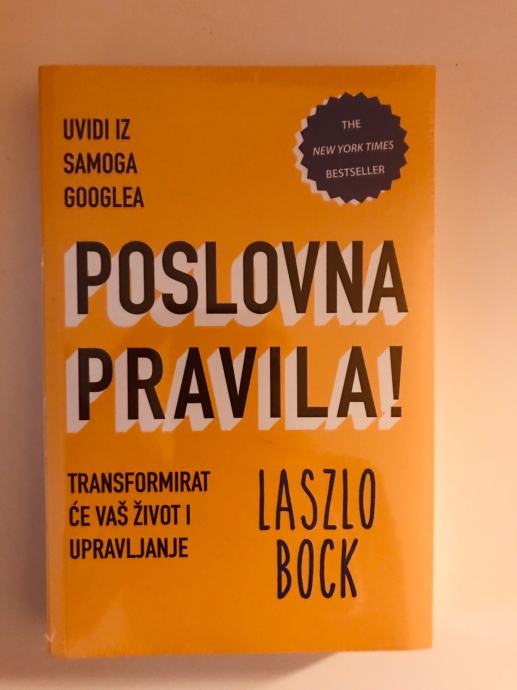 UVIDI IZ
SAMOGA
GOOGLEA
THE
NEW YORK TIMES
BESTSELLER
POSLOVNA
PRAVILA!
TRANSFORMIRAT
ĆE VAŠ ŽIVOT I
UPRAVLJANJE
LASZLO
BOCK